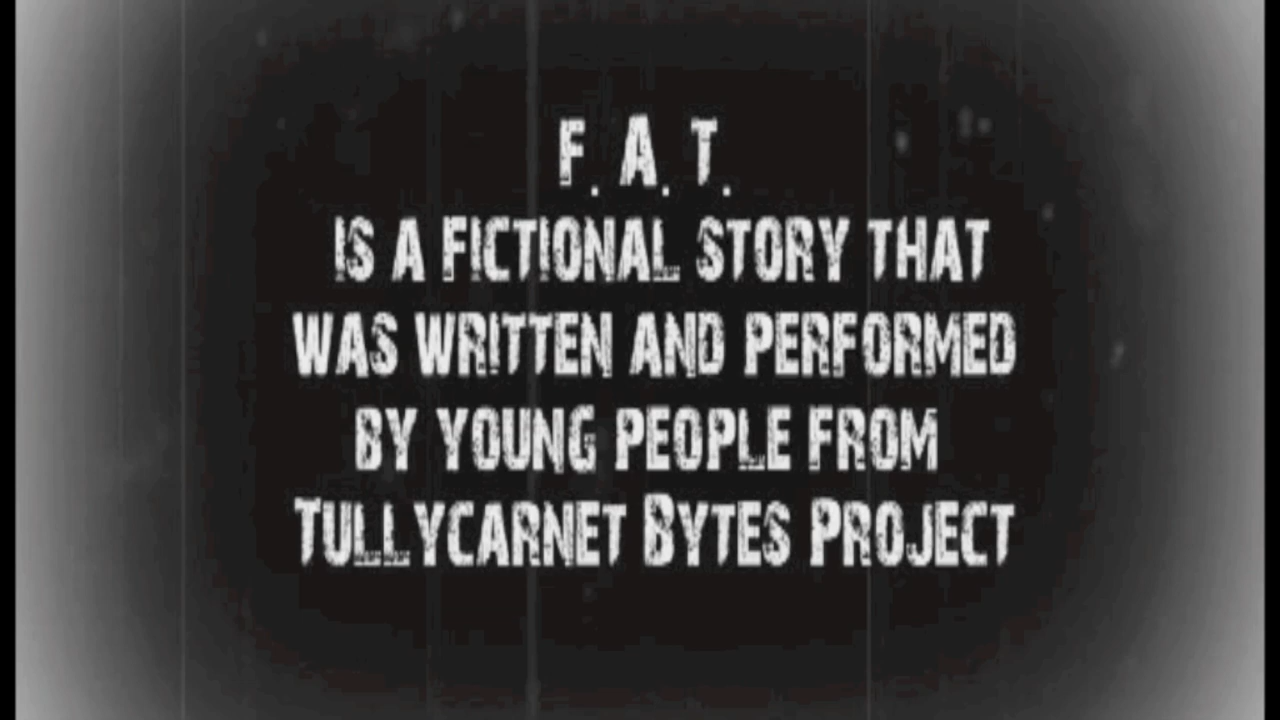 F. A. T.
IS A FICTIONAL STORY THAT
WAS WRITTEN AND PERFORMED
BY YOUNG PEOPLE FROM
TULLYCARNET BYTES PROJECT